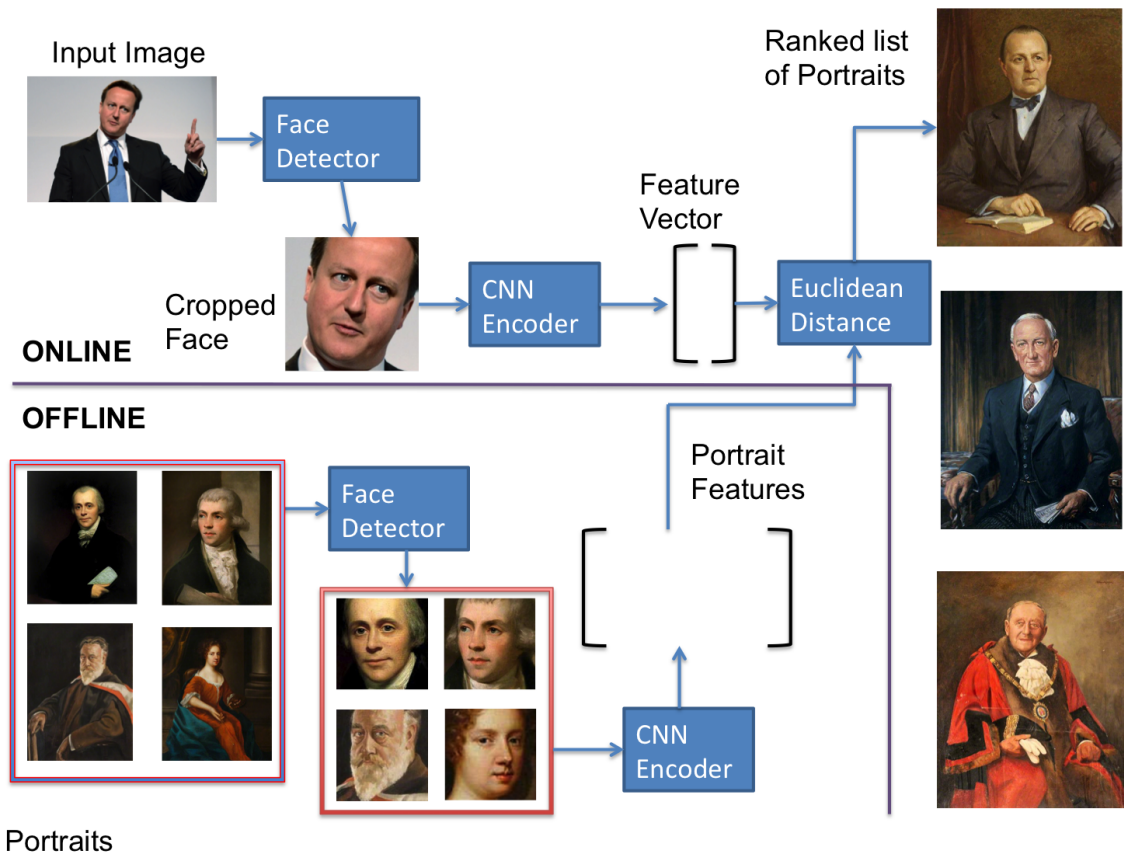 Input Image
Face
Detector
Cropped
Face
CNN
Encoder
Feature
Vector
Euclidean
Distance
Ranked list
of Portraits
ONLINE
OFFLINE
Face
Detector
CNN
Encoder
Portrait
Features
Portraits